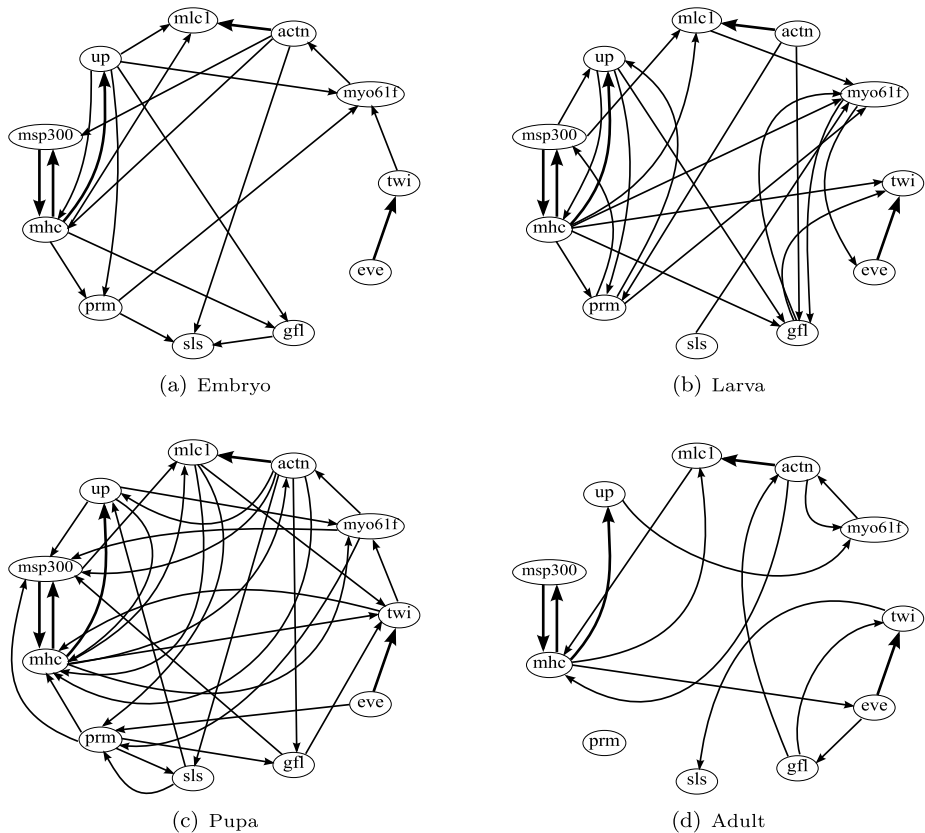 mlc1
actn
up
myo61f
msp300
twi
mhc
eve
prm
gfl
sls
(a) Embryo
mlc1
actn
up
myo61f
msp300
twi
mhc
eve
prm
gfl
sls
(b) Larva
mlc1
actn
up
myo61f
msp300
twi
mhc
eve
prm
gfl
sls
(c) Pupa
mlc1
actn
up
myo61f
msp300
twi
mhc
eve
prm
gfl
sls
(d) Adult